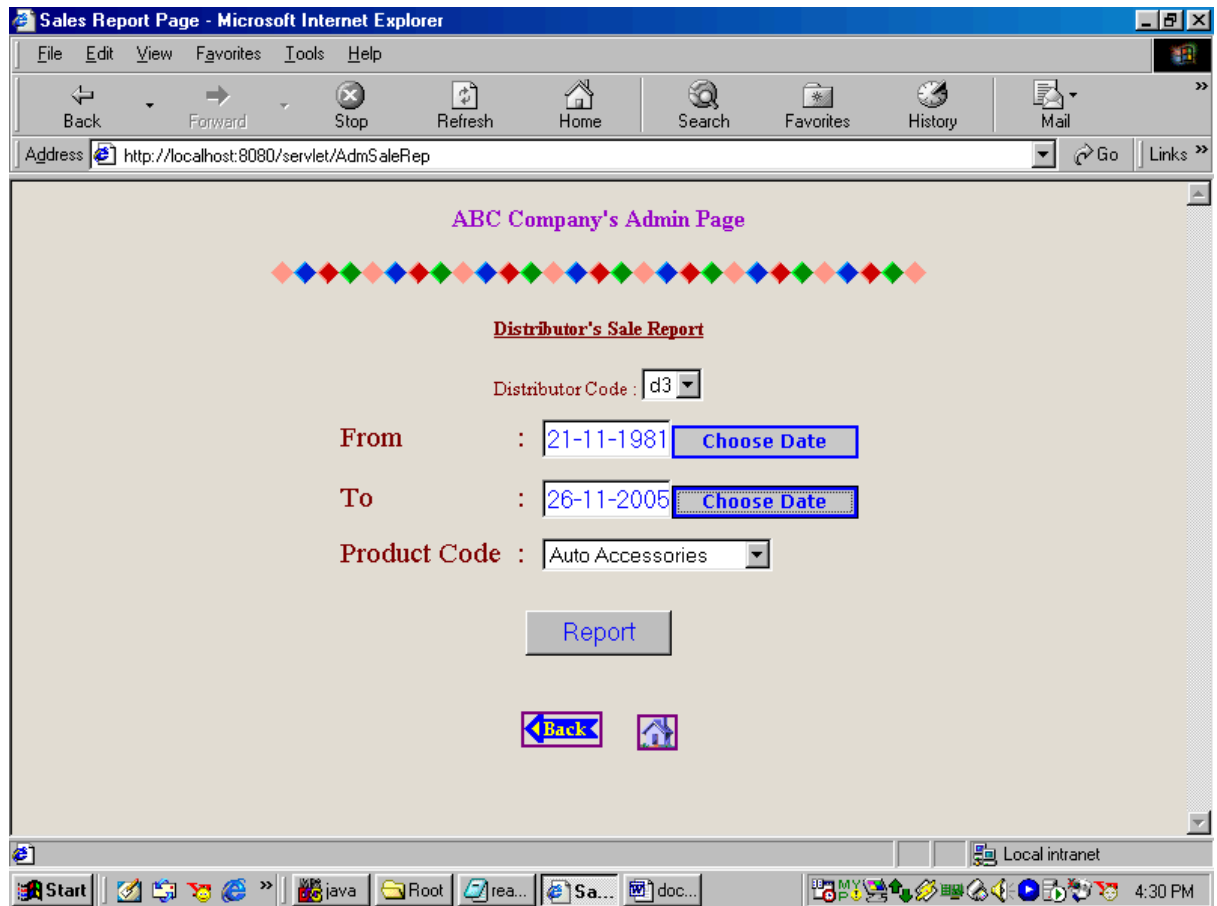 Sales Report Page - Microsoft Internet Explorer
File Edit View Favorites Tools Help
Back Forward Stop Refresh Home Search Favorites History Mail »
Address http://localhost:8080/servlet/AdmSaleRep Go Links »
ABC Company's Admin Page
Distributor's Sale Report
Distributor Code : d3
From : 21-11-1981 Choose Date
To : 26-11-2005 Choose Date
Product Code : Auto Accessories
Report
Back
Local intranet
Start » java Root rea... Sa... doc... 4:30 PM